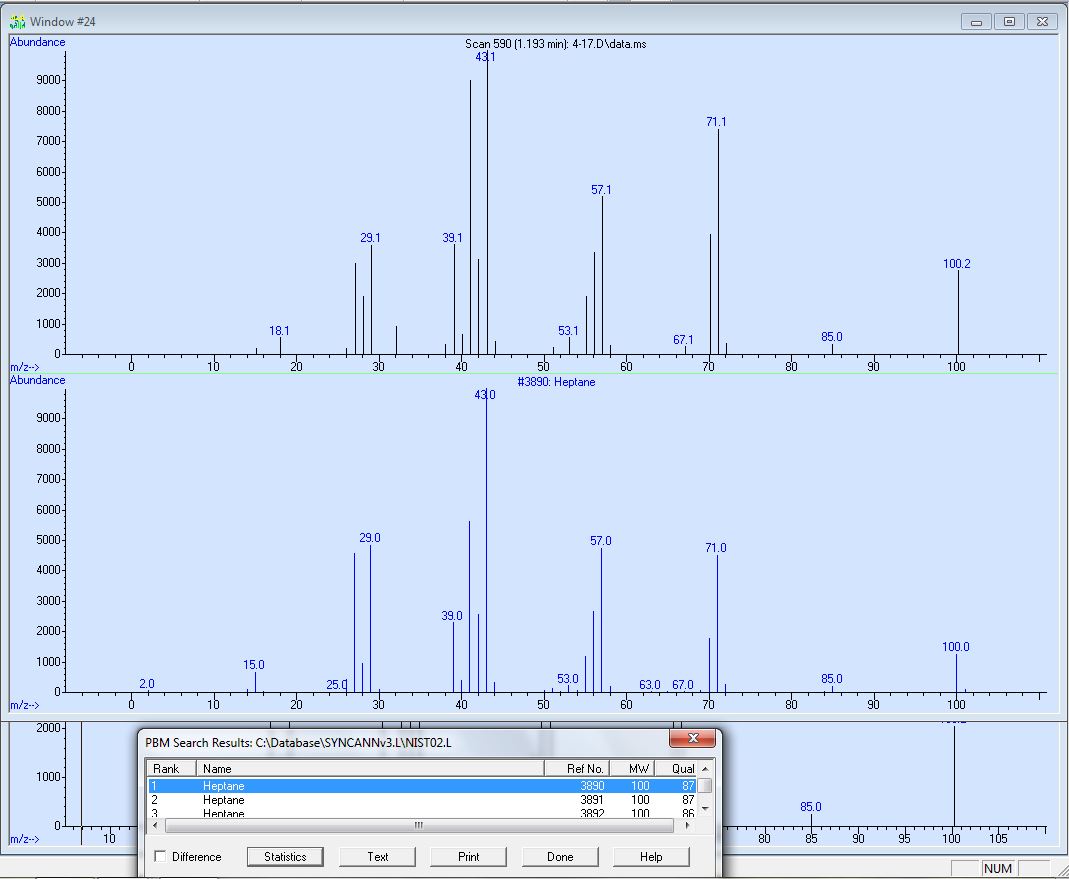 Window #24
Abundance
Scan 590 (1.193 min): 4-17.D\data.ms
43.1
9000
8000
71.1
7000
6000
57.1
5000
4000
29.1 39.1
3000
100.2
2000
1000
18.1 53.1 67.1 85.0
0
m/z--> 0 10 20 30 40 50 60 70 80 90 100
Abundance
#3890: Heptane
43.0
9000
8000
7000
6000
29.0 57.0 71.0
5000
4000
3000
39.0
2000
100.0
1000
2.0 15.0 25.0 53.0 63.0 67.0 85.0
0
m/z--> 0 10 20 30 40 50 60 70 80 90 100
2000
1000
85.0
0
m/z--> 10 80 85 90 95 100 105
PBM Search Results: C:\Database\SYNCANNv3.L\NIST02.L
Rank Name Ref No. MW Qual
1 Heptane 3890 100 87
2 Heptane 3891 100 87
3 Heptane 3892 100 86
Difference Statistics Text Print Done Help
NUM